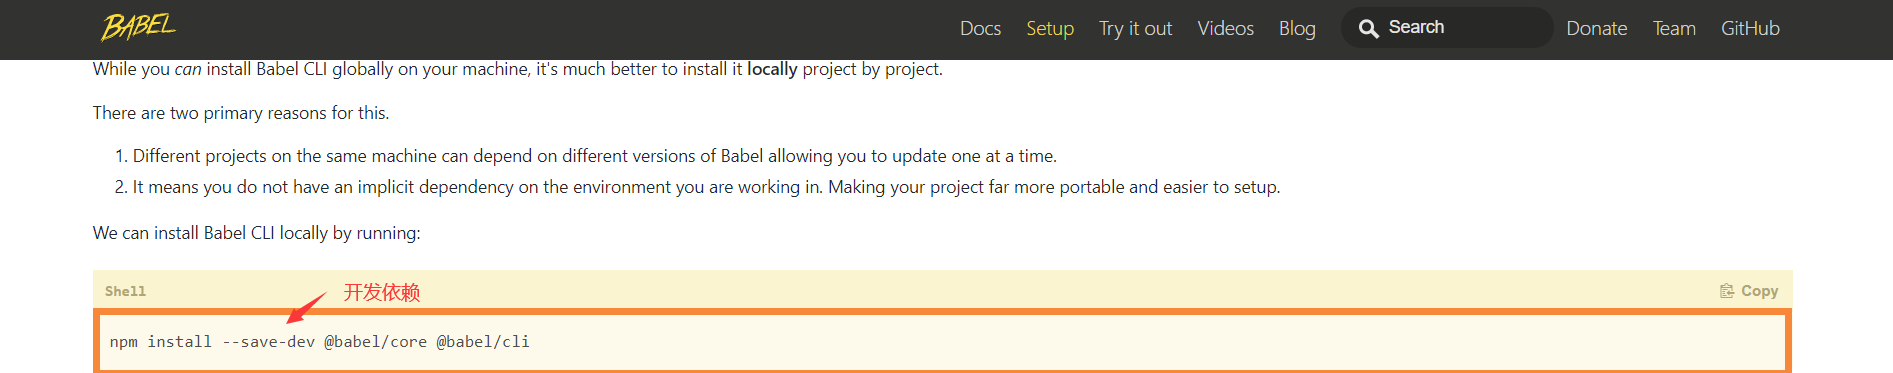 BABEL Docs Setup Try it out Videos Blog Search Donate Team GitHub
While you can install Babel CLI globally on your machine, it's much better to install it locally project by project.
There are two primary reasons for this.
1. Different projects on the same machine can depend on different versions of Babel allowing you to update one at a time.
2. It means you do not have an implicit dependency on the environment you are working in. Making your project far more portable and easier to setup.
We can install Babel CLI locally by running:
Shell 开发依赖 Copy
npm install --save-dev @babel/core @babel/cli